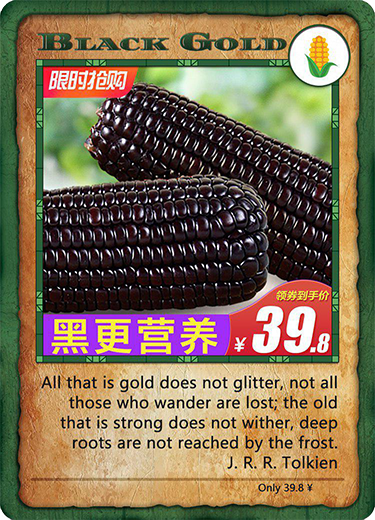 Black Gold
限时抢购
领券到手价
黑更营养
¥ 39.8
All that is gold does not glitter, not all
those who wander are lost; the old
that is strong does not wither, deep
roots are not reached by the frost.
J. R. R. Tolkien
Only 39.8 ¥